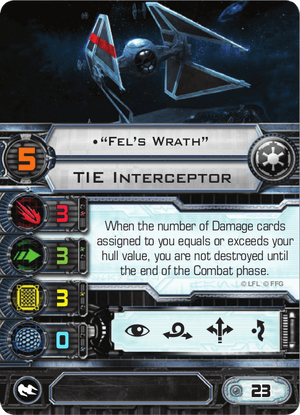 •“Fel’s Wrath”
5
TIE Interceptor
3
When the number of Damage cards
assigned to you equals or exceeds your
hull value, you are not destroyed until
the end of the Combat phase.
3
©LFL ©FFG
3
0
23